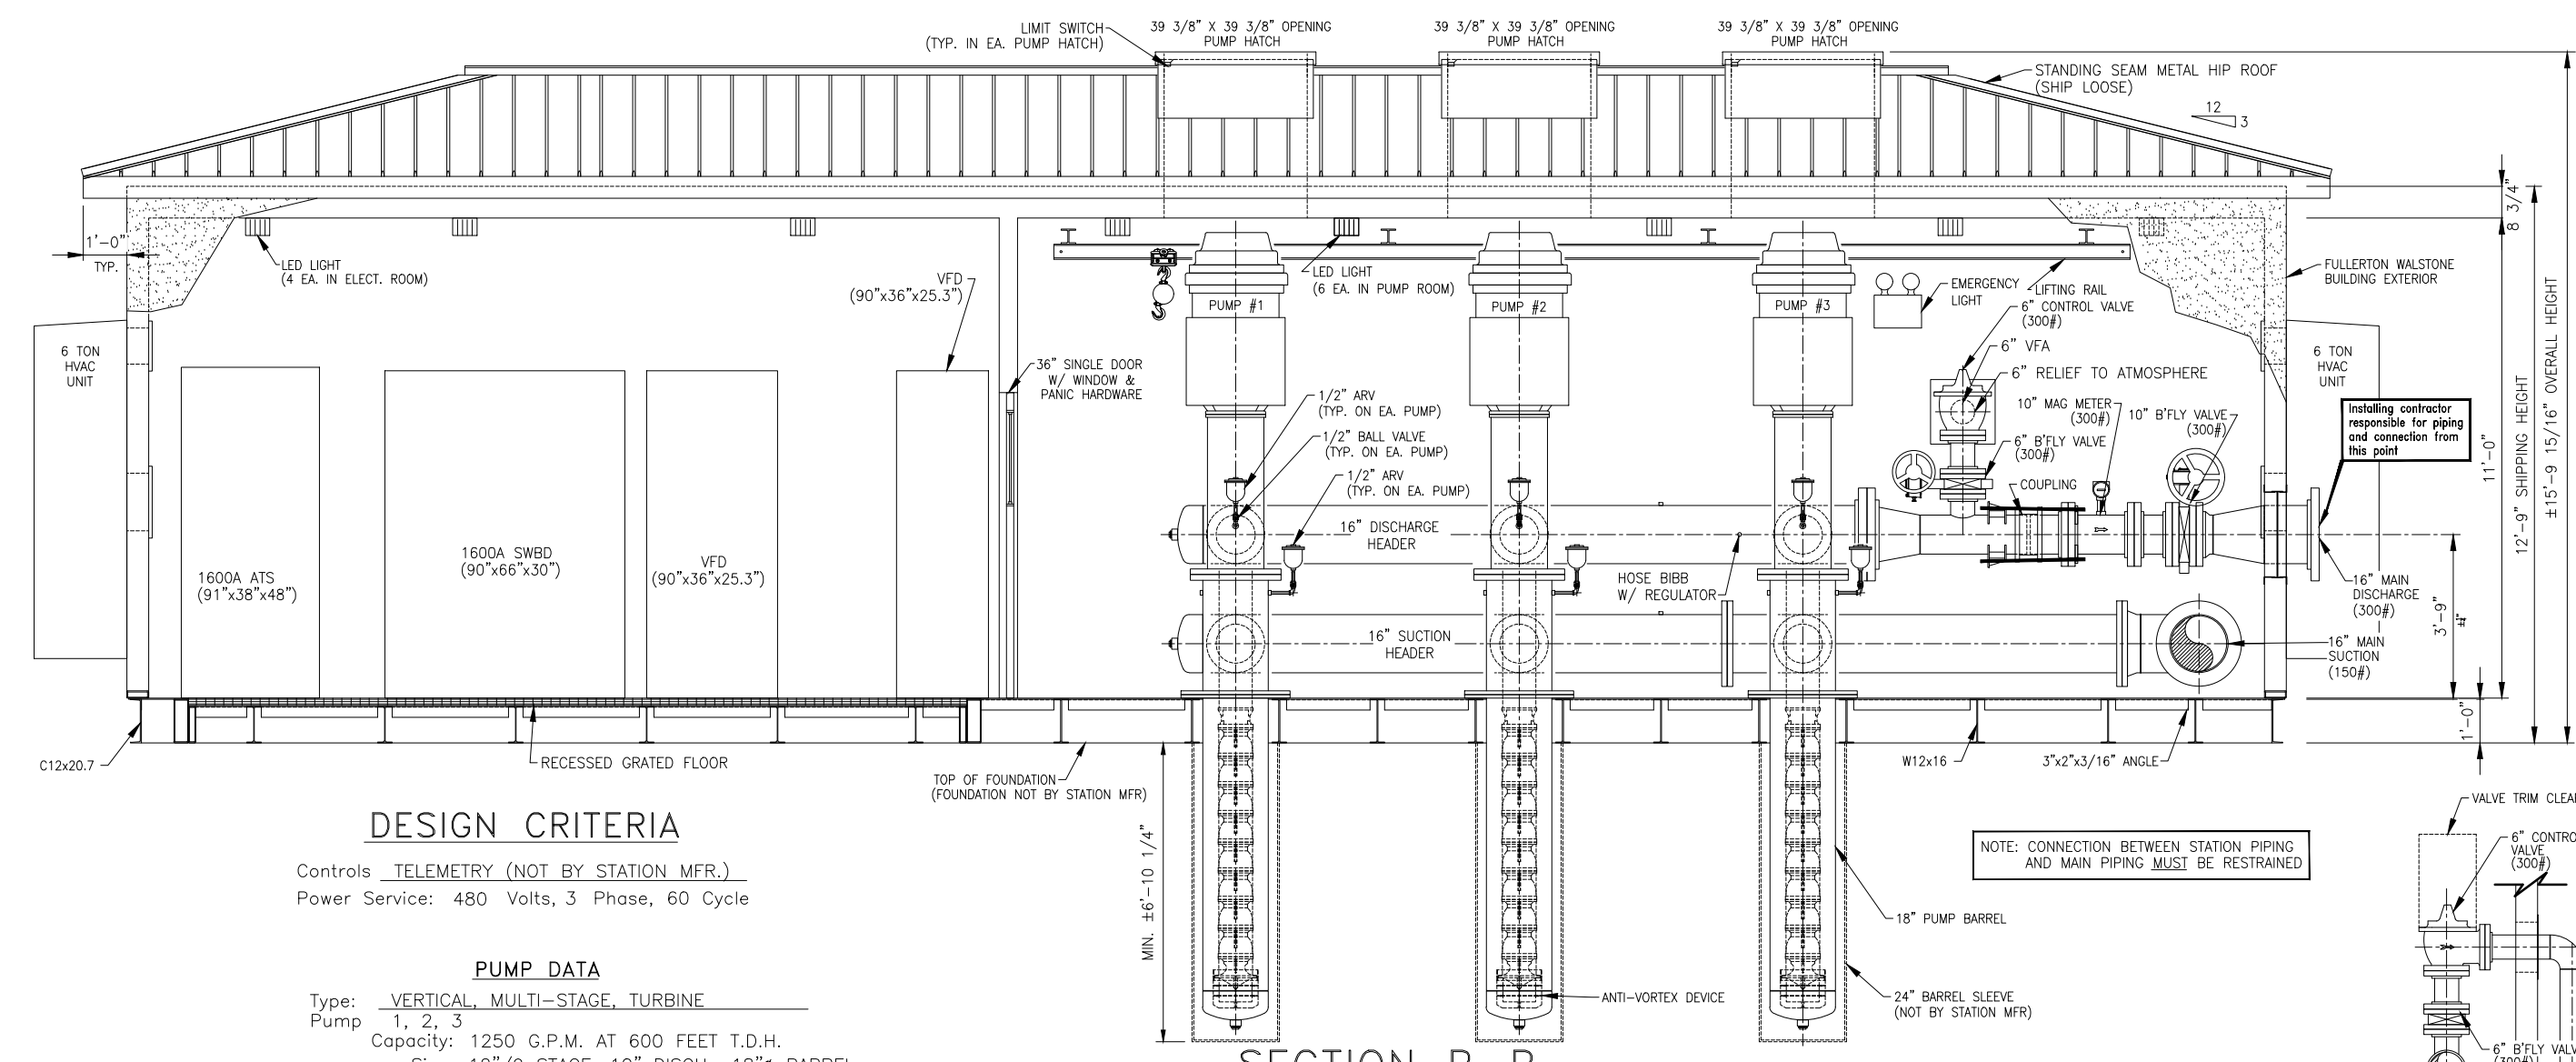 LIMIT SWITCH
(TYP. IN EA. PUMP HATCH)
39 3/8" X 39 3/8" OPENING
PUMP HATCH
39 3/8" X 39 3/8" OPENING
PUMP HATCH
39 3/8" X 39 3/8" OPENING
PUMP HATCH
STANDING SEAM METAL HIP ROOF
(SHIP LOOSE)
12
3
8 3/4"
1'-0"
TYP.
LED LIGHT
(4 EA. IN ELECT. ROOM)
VFD
(90"x36"x25.3")
LED LIGHT
(6 EA. IN PUMP ROOM)
PUMP #1
PUMP #2
PUMP #3
EMERGENCY
LIGHT
LIFTING RAIL
6" CONTROL VALVE
(300#)
6" VFA
6" RELIEF TO ATMOSPHERE
FULLERTON WALSTONE
BUILDING EXTERIOR
6 TON
HVAC
UNIT
6 TON
HVAC
UNIT
36" SINGLE DOOR
W/ WINDOW &
PANIC HARDWARE
1/2" ARV
(TYP. ON EA. PUMP)
1/2" BALL VALVE
(TYP. ON EA. PUMP)
1/2" ARV
(TYP. ON EA. PUMP)
10" MAG METER
(300#)
10" B'FLY VALVE
(300#)
6" B'FLY VALVE
(300#)
COUPLING
Installing contractor
responsible for piping
and connection from
this point
11'-0"
12'-9" SHIPPING HEIGHT
±15'-9 15/16" OVERALL HEIGHT
1600A ATS
(91"x38"x48")
1600A SWBD
(90"x66"x30")
VFD
(90"x36"x25.3")
16" DISCHARGE
HEADER
HOSE BIBB
W/ REGULATOR
16" MAIN
DISCHARGE
(300#)
3'-9"
16" SUCTION
HEADER
16" MAIN
SUCTION
(150#)
1'-0"
C12x20.7
RECESSED GRATED FLOOR
TOP OF FOUNDATION
(FOUNDATION NOT BY STATION MFR)
W12x16
3"x2"x3/16" ANGLE
MIN. ±6'-10 1/4"
NOTE: CONNECTION BETWEEN STATION PIPING
AND MAIN PIPING MUST BE RESTRAINED
18" PUMP BARREL
ANTI-VORTEX DEVICE
24" BARREL SLEEVE
(NOT BY STATION MFR)
VALVE TRIM
6"
VALVE
(300#)
6" B'FLY
DESIGN CRITERIA
Controls TELEMETRY (NOT BY STATION MFR.)
Power Service: 480 Volts, 3 Phase, 60 Cycle
PUMP DATA
Type: VERTICAL, MULTI-STAGE, TURBINE
Pump 1, 2, 3
Capacity: 1250 G.P.M. AT 600 FEET T.D.H.
SECTION